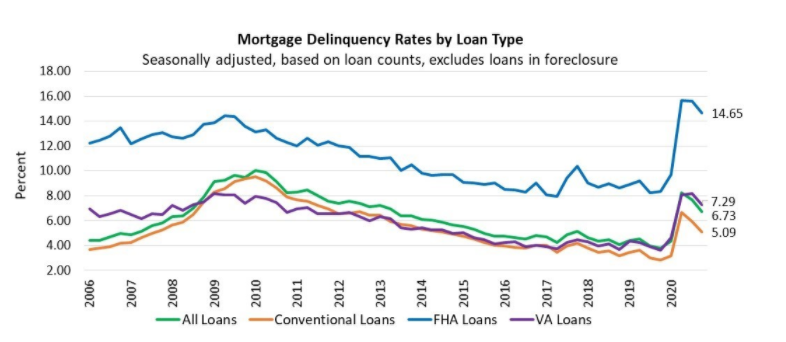 Mortgage Delinquency Rates by Loan Type
Seasonally adjusted, based on loan counts, excludes loans in foreclosure
18.00
16.00
14.00
12.00
10.00
8.00
6.00
4.00
2.00
Percent
14.65
7.29
6.73
5.09
2006 2007 2008 2009 2010 2011 2012 2013 2014 2015 2016 2017 2018 2019 2020
All Loans Conventional Loans FHA Loans VA Loans